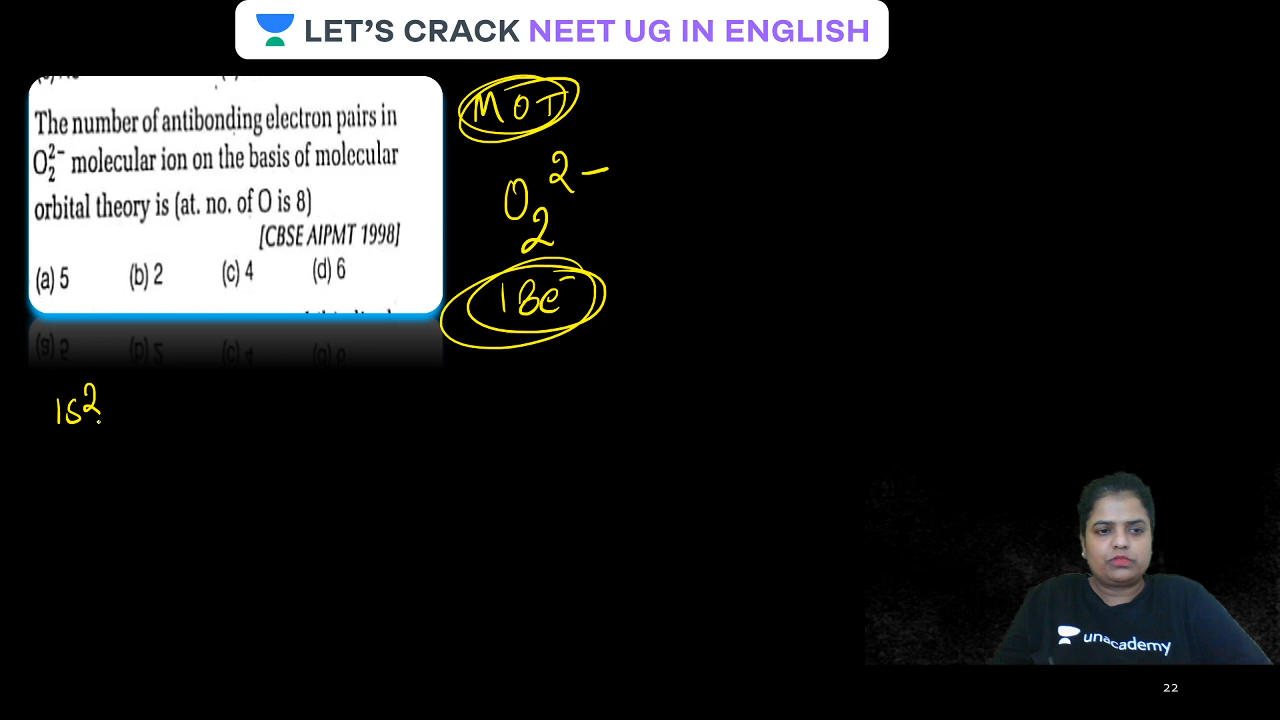 LET'S CRACK NEET UG IN ENGLISH
The number of antibonding electron pairs in
O₂²⁻ molecular ion on the basis of molecular
orbital theory is (at. no. of O is 8)
[CBSE AIPMT 1998]
(a) 5 (b) 2 (c) 4 (d) 6
MOT
O₂²⁻
18e⁻
1s²
unacademy
22